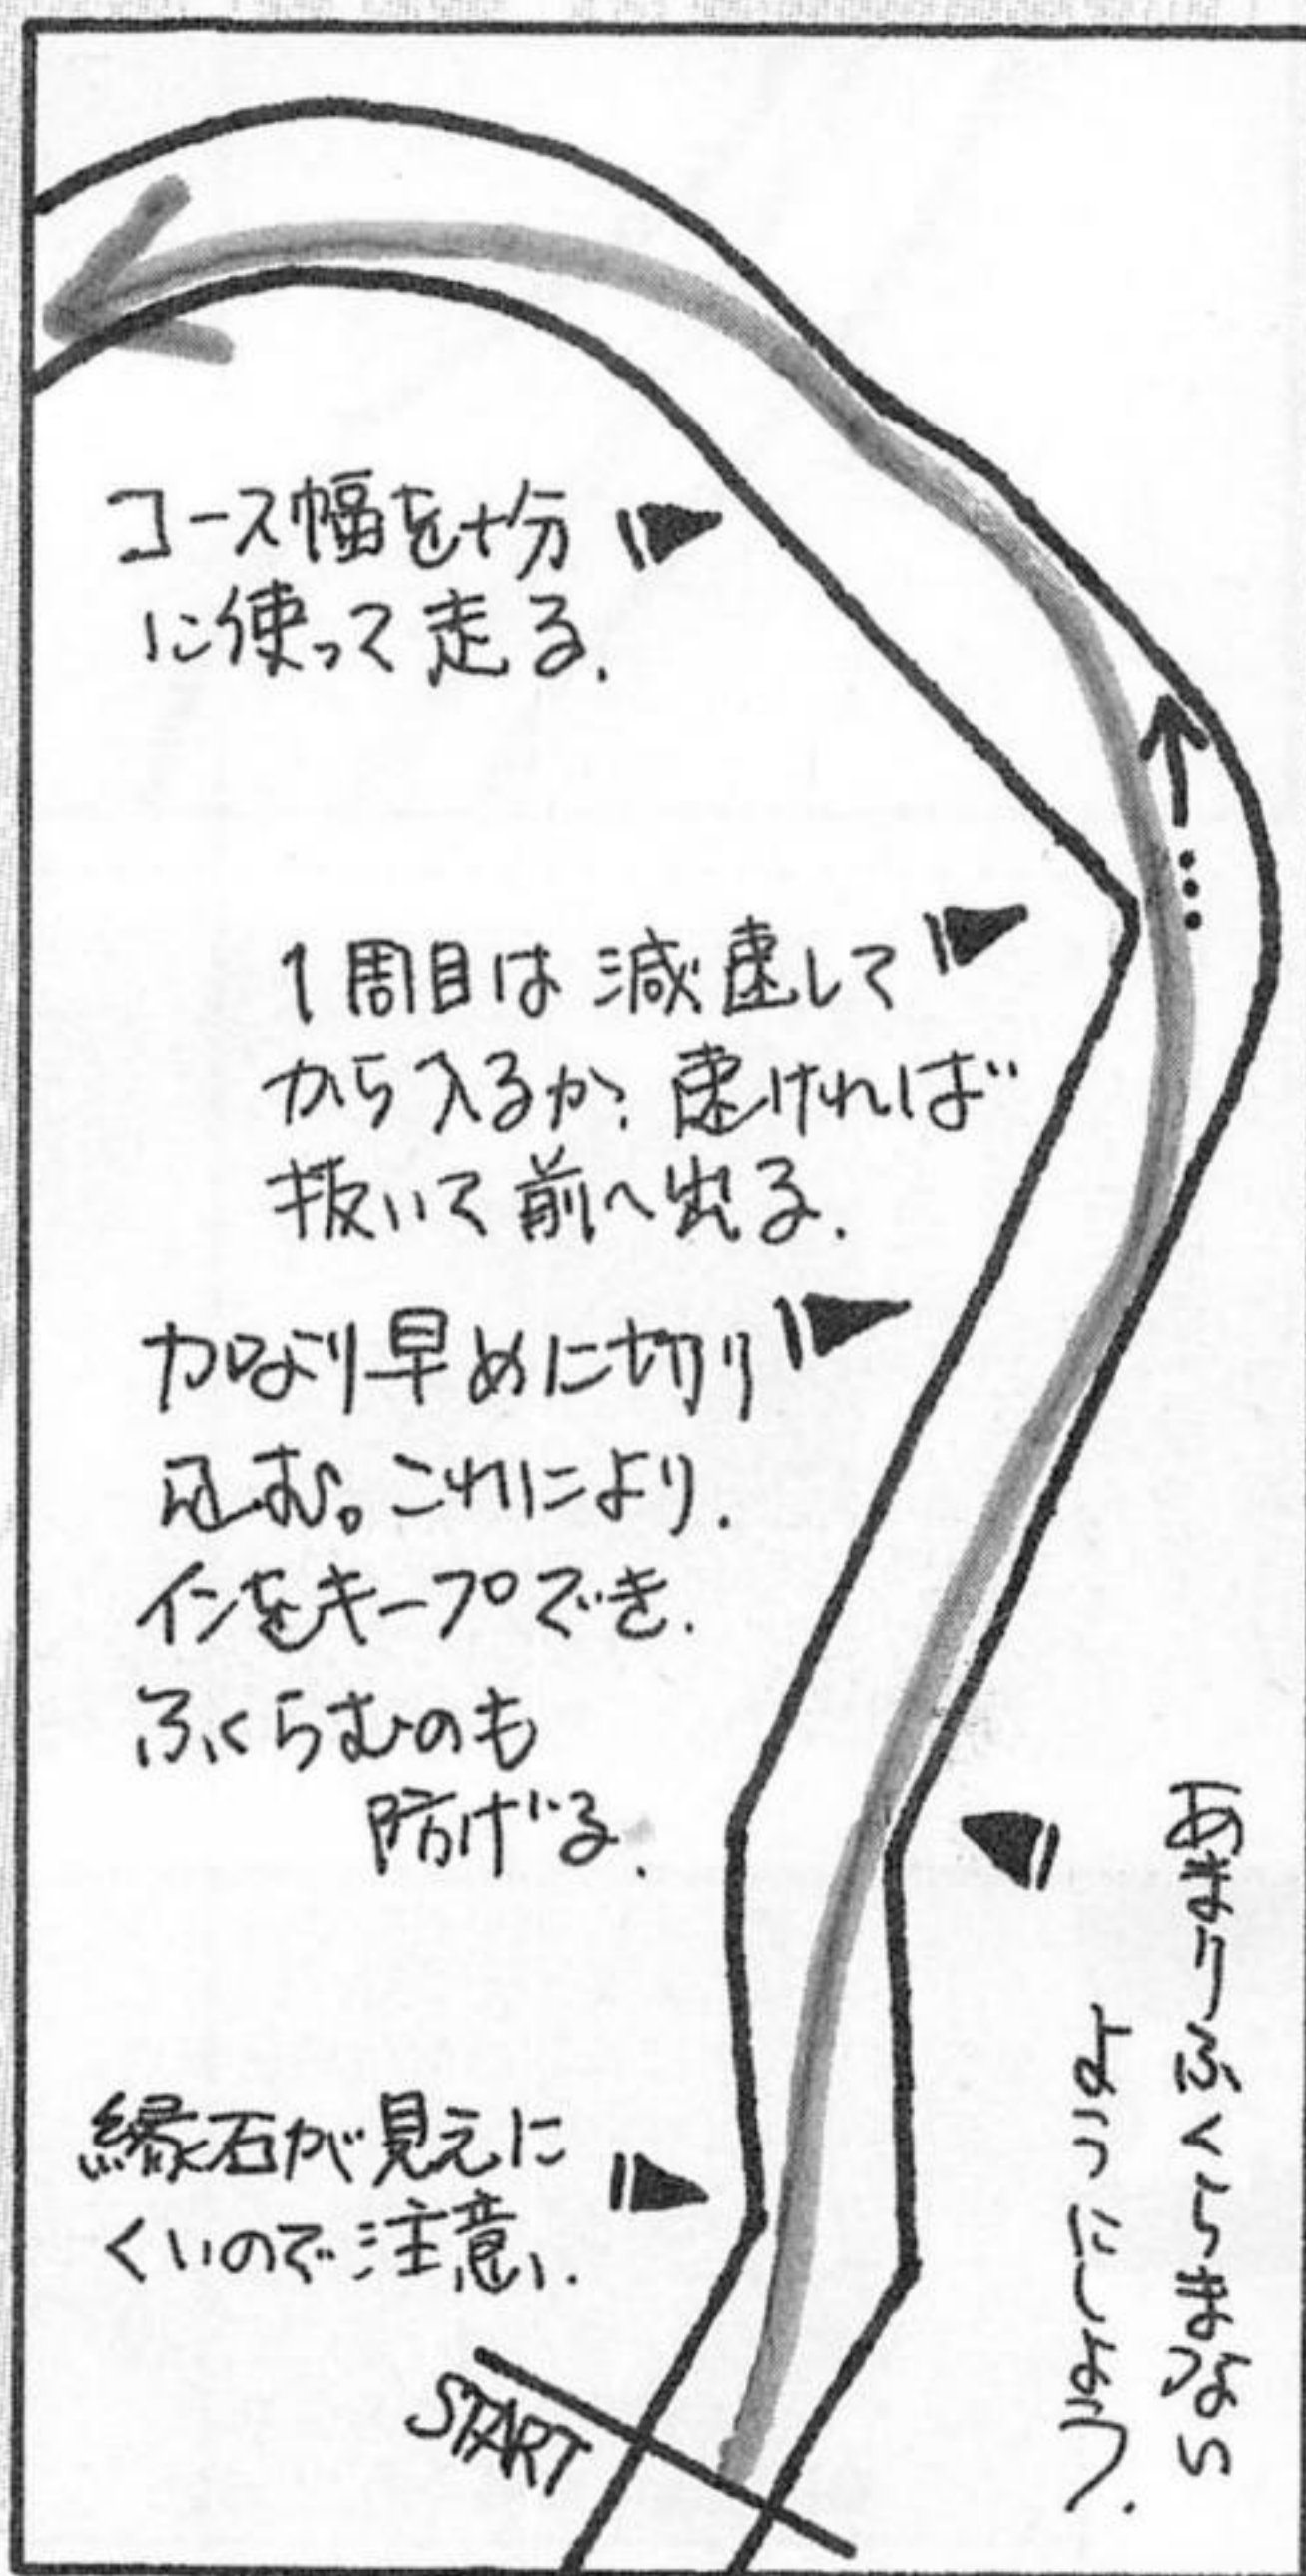 コース幅を十分
に使って走る.
1周目は減速して
から入るか、速ければ
抜いて前へ出る.
かなり早めに切り
込む。これにより.
インをキープでき.
ふくらむのも
防げる.
あまりふくらまない
ようにしよう.
縁石が見えに
くいので注意.
START